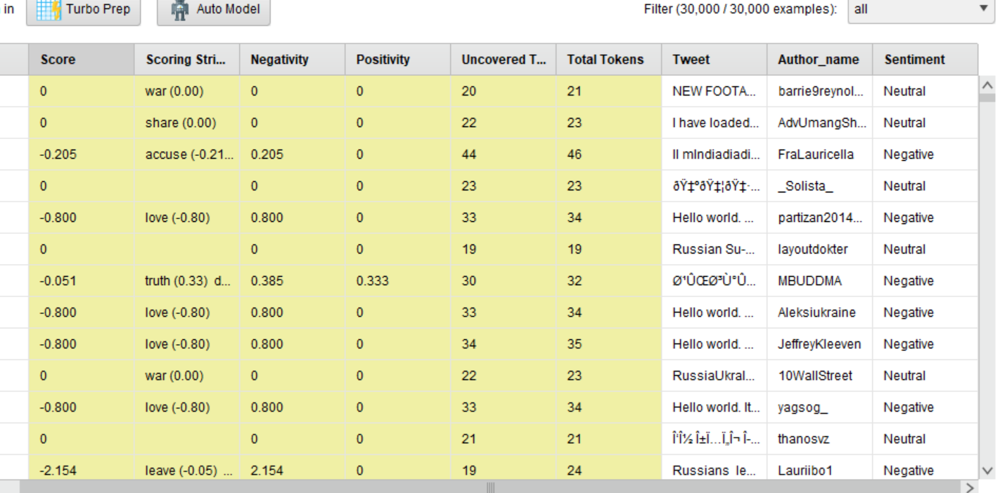 in Turbo Prep Auto Model Filter (30,000 / 30,000 examples): all
Score Scoring Stri... Negativity Positivity Uncovered T... Total Tokens Tweet Author_name Sentiment
0 war (0.00) 0 0 20 21 NEW FOOTA... barrie9reynol... Neutral
0 share (0.00) 0 0 22 23 I have loaded... AdvUmangSh... Neutral
-0.205 accuse (-0.21... 0.205 0 44 46 Il mIndiadiadi... FraLauricella Negative
0 0 0 23 23 _Solista_ Neutral
-0.800 love (-0.80) 0.800 0 33 34 Hello world. ... partizan2014... Negative
0 0 0 19 19 Russian Su-... layoutdokter Neutral
-0.051 truth (0.33) d... 0.385 0.333 30 32 MBUDDMA Negative
-0.800 love (-0.80) 0.800 0 33 34 Hello world. ... Aleksiukraine Negative
-0.800 love (-0.80) 0.800 0 34 35 Hello world. ... JeffreyKleeven Negative
0 war (0.00) 0 0 22 23 RussiaUkraI... 10WallStreet Neutral
-0.800 love (-0.80) 0.800 0 33 34 Hello world. It... yagsog_ Negative
0 0 0 21 21 thanosvz Neutral
-2.154 leave (-0.05) ... 2.154 0 19 24 Russians le... Lauriibo1 Negative